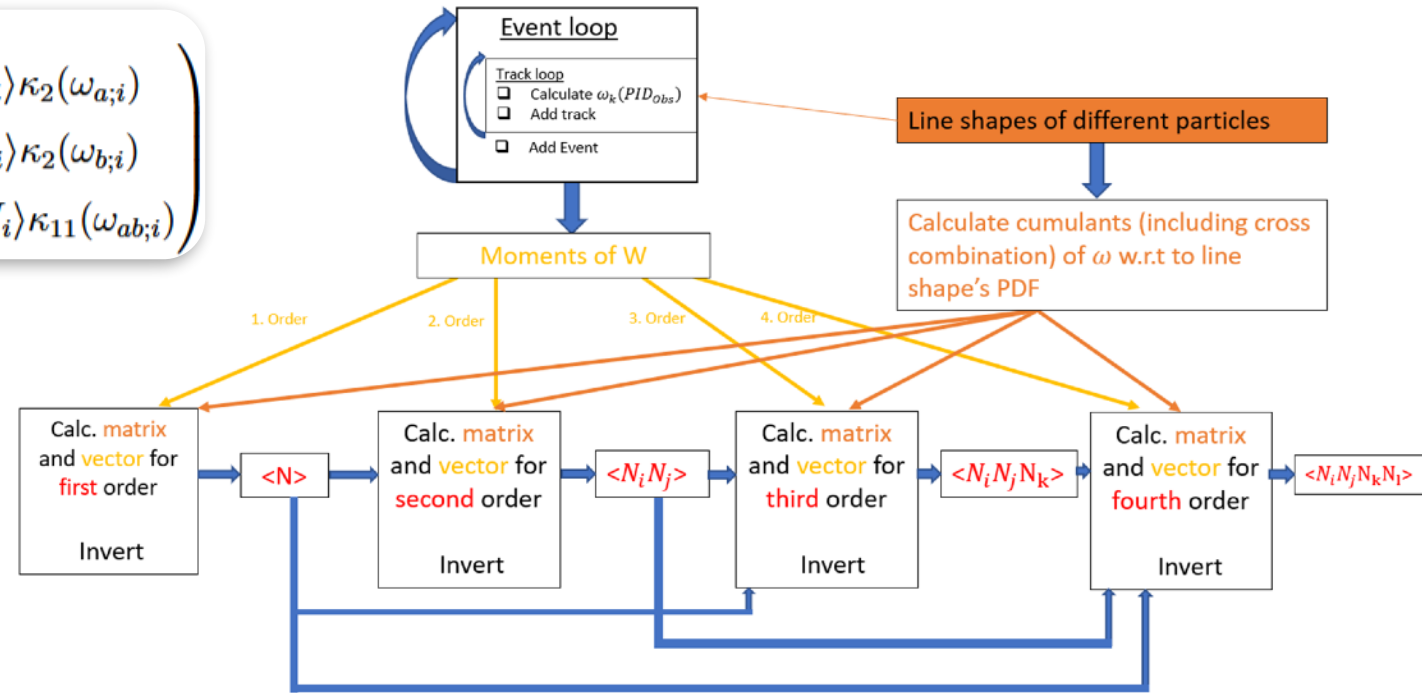 ⟩κ₂(ω_{a;i})
⟩κ₂(ω_{b;i})
_i⟩κ₁₁(ω_{ab;i})
Event loop
Track loop
❑ Calculate ω_k(PID_{Obs})
❑ Add track
❑ Add Event
Line shapes of different particles
Calculate cumulants (including cross
combination) of ω w.r.t to line
shape's PDF
Moments of W
1. Order
2. Order
3. Order
4. Order
Calc. matrix
and vector for
first order
Invert
<N>
Calc. matrix
and vector for
second order
Invert
<N_iN_j>
Calc. matrix
and vector for
third order
Invert
<N_iN_jN_k>
Calc. matrix
and vector for
fourth order
Invert
<N_iN_jN_kN_l>